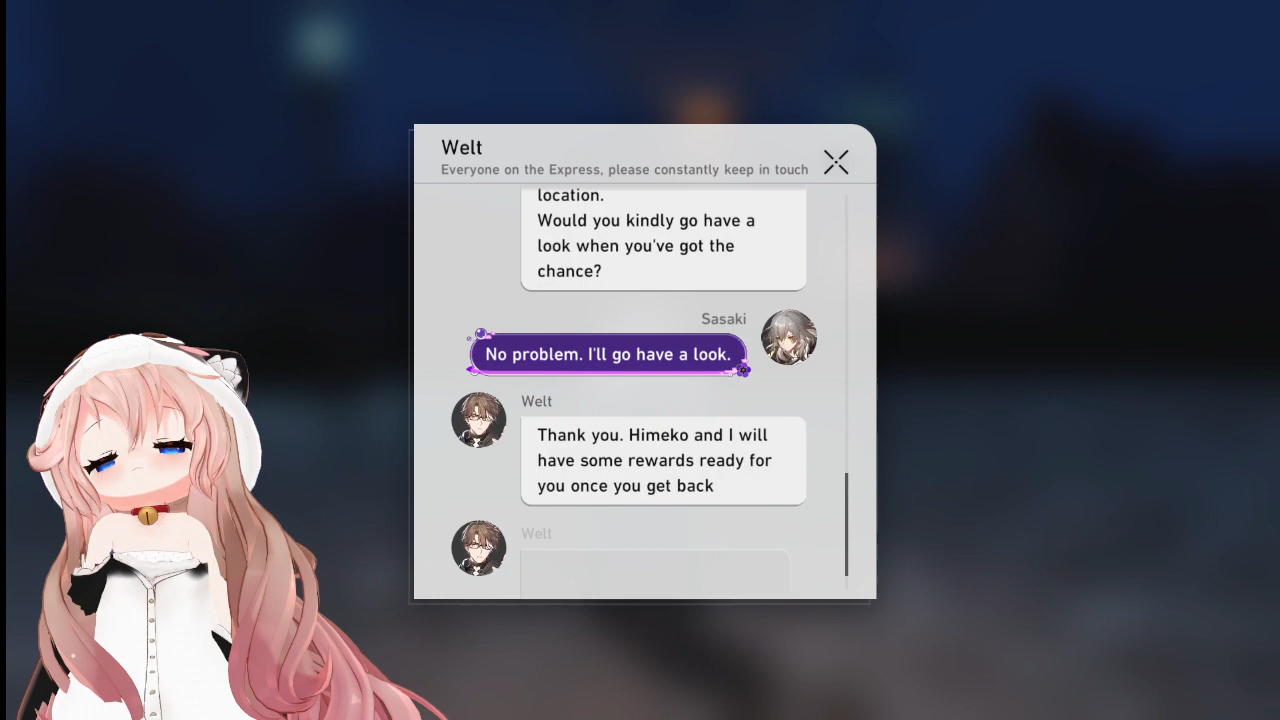 Welt
Everyone on the Express, please constantly keep in touch
location.
Would you kindly go have a
look when you've got the
chance?
Sasaki
No problem. I'll go have a look.
Welt
Thank you. Himeko and I will
have some rewards ready for
you once you get back
Welt